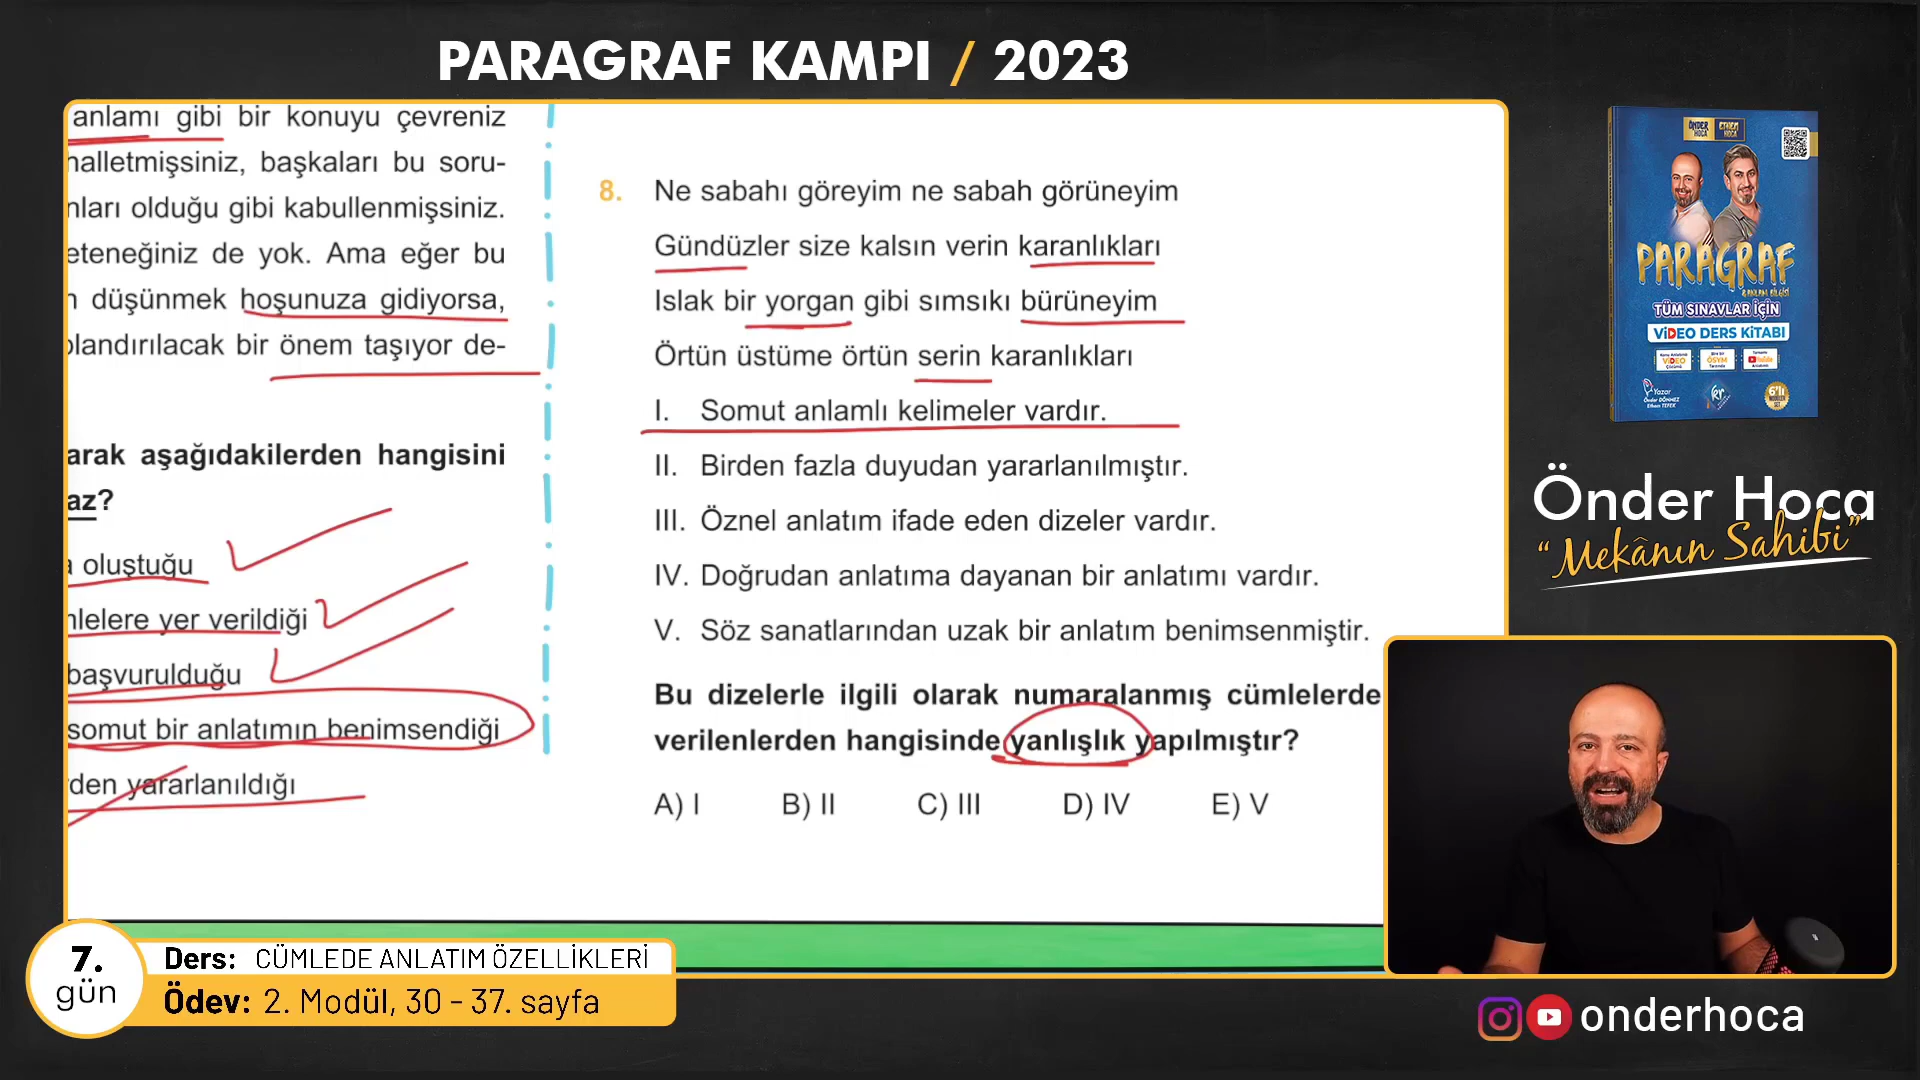 PARAGRAF KAMPI / 2023
anlamı gibi bir konuyu çevreniz
halletmişsiniz, başkaları bu soru-
nları olduğu gibi kabullenmişsiniz.
eteneğiniz de yok. Ama eğer bu
düşünmek hoşunuza gidiyorsa,
landırılacak bir önem taşıyor de-
arak aşağıdakilerden hangisini
az?
oluştuğu
lelere yer verildiği
başvurulduğu
somut bir anlatımın benimsendiği
den yararlanıldığı
8. Ne sabahı göreyim ne sabah görüneyim
Gündüzler size kalsın verin karanlıkları
Islak bir yorgan gibi sımsıkı bürüneyim
Örtün üstüme örtün serin karanlıkları
I. Somut anlamlı kelimeler vardır.
II. Birden fazla duyudan yararlanılmıştır.
III. Öznel anlatım ifade eden dizeler vardır.
IV. Doğrudan anlatıma dayanan bir anlatımı vardır.
V. Söz sanatlarından uzak bir anlatım benimsenmiştir.
Bu dizelerle ilgili olarak numaralanmış cümlelerde
verilenlerden hangisinde yanlışlık yapılmıştır?
A) I B) II C) III D) IV E) V
ÖNDER HOCA
ETHEM HOCA
PARAGRAF
TÜM SINAVLAR İÇİN
VİDEO DERS KİTABI
Yazar
Önder Hoca
"Mekânın Sahibi"
7. gün
Ders: CÜMLEDE ANLATIM ÖZELLİKLERİ
Ödev: 2. Modül, 30 - 37. sayfa
onderhoca